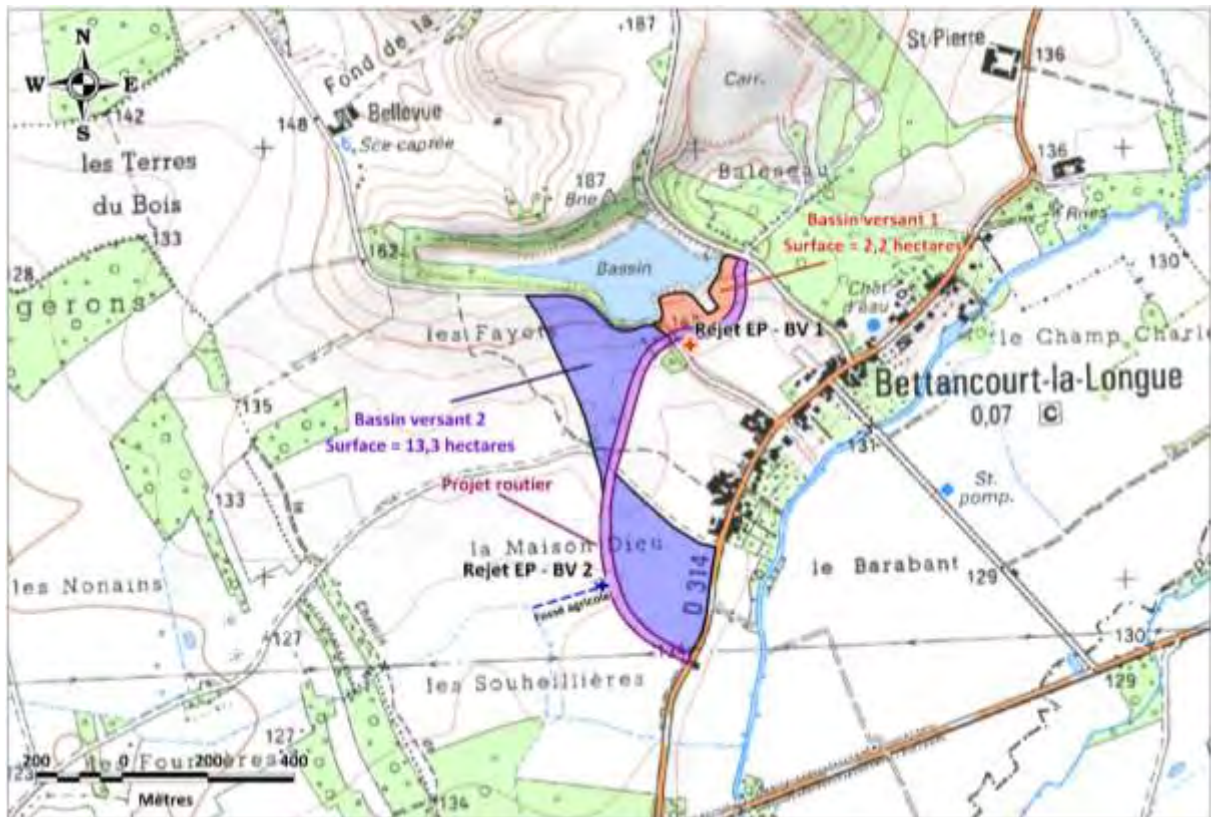 187
St-Pierre
136
N
W E
S
Fond de la
Carr.
142
148
Bellevue
Sce captée
136
les Terres
du Bois
187
Baleseau
Bassin versant 1
Surface = 2,2 hectares
133
162
Bassin
130
gerons
Chât
d'eau
les Fayets
Rejet EP - BV 1
le Champ Charle
Bettancourt-la-Longue
0,07 C
135
Bassin versant 2
Surface = 13,3 hectares
131
133
Projet routier
St.
pomp.
la Maison Dieu
les Nonains
Rejet EP - BV 2
D 314
le Barabant
129
Fossé agricole
127
130
les Souheillières
129
127
200 0 200 400
Mètres
134